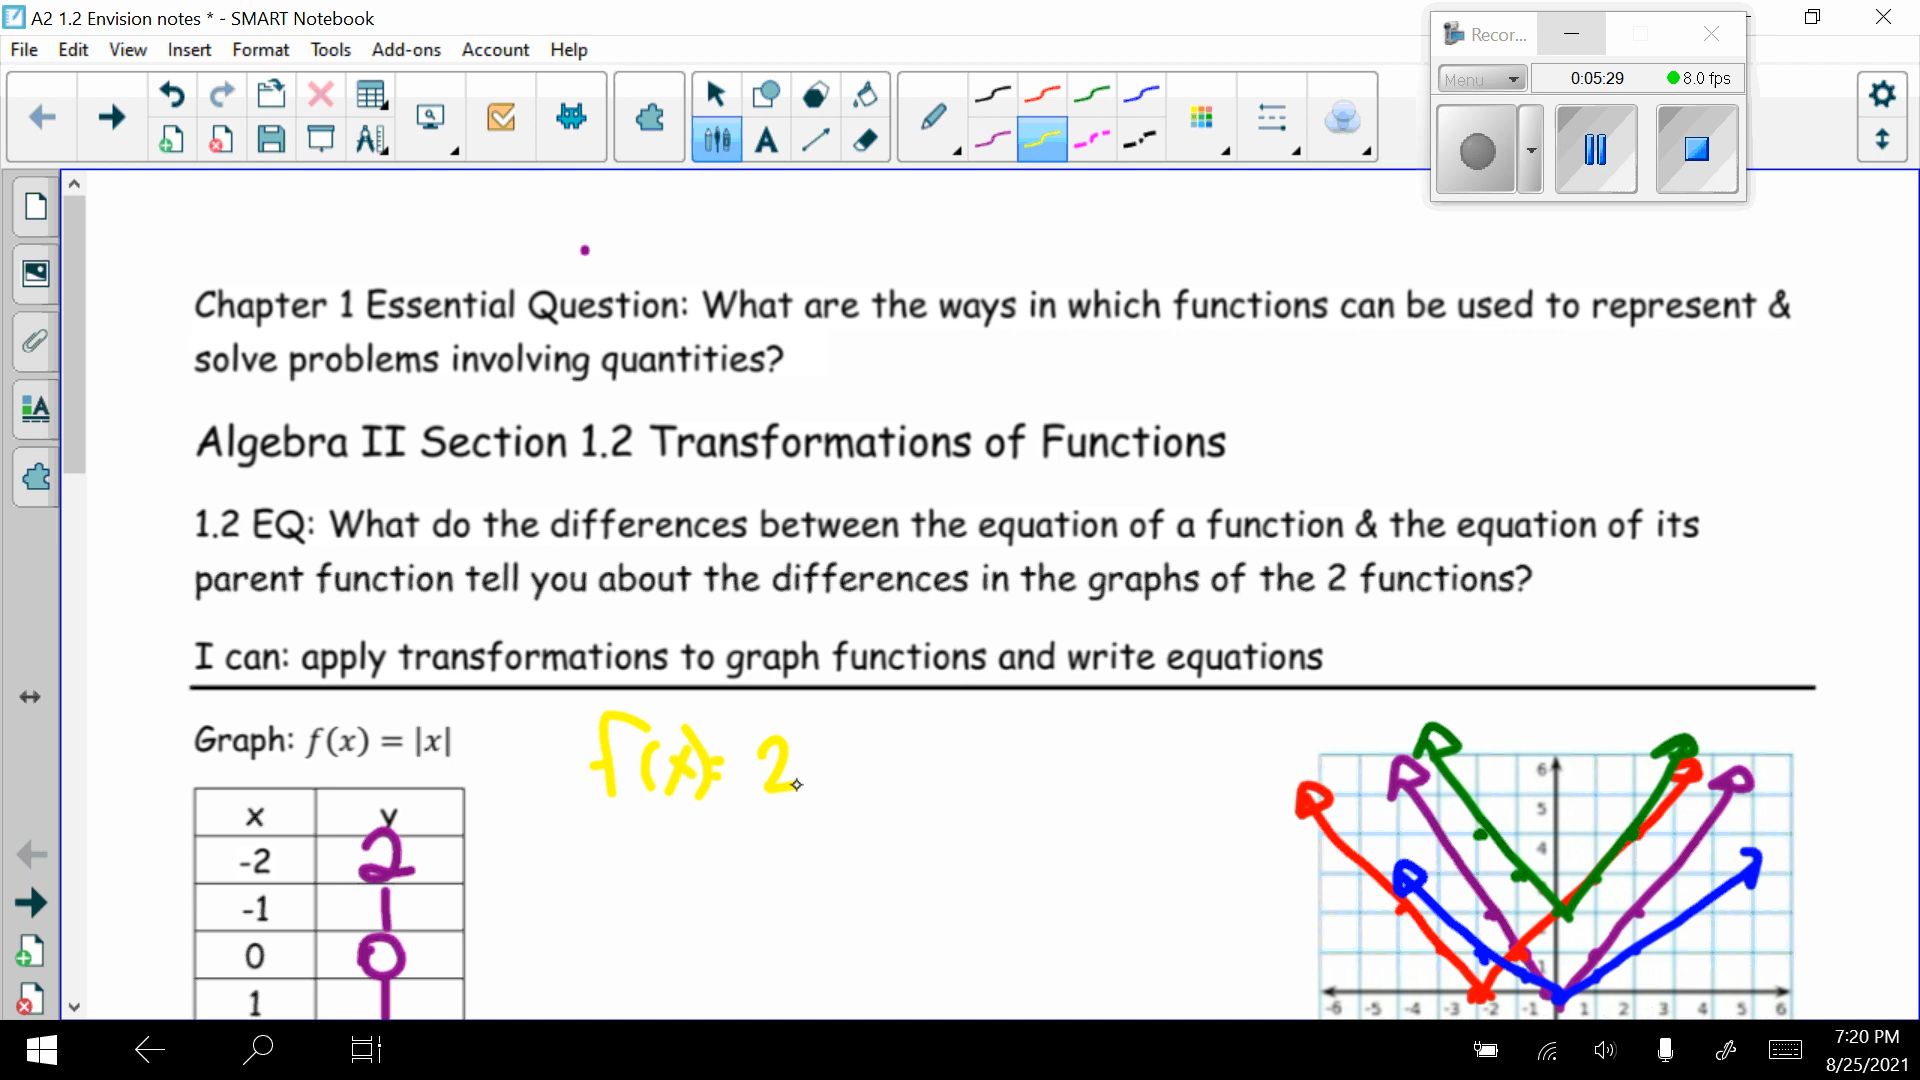 A2 1.2 Envision notes * - SMART Notebook
File Edit View Insert Format Tools Add-ons Account Help
Recor...
Menu 0:05:29 8.0 fps
Chapter 1 Essential Question: What are the ways in which functions can be used to represent &
solve problems involving quantities?
Algebra II Section 1.2 Transformations of Functions
1.2 EQ: What do the differences between the equation of a function & the equation of its
parent function tell you about the differences in the graphs of the 2 functions?
I can: apply transformations to graph functions and write equations
Graph: f(x) = |x|
f(x)= 2
x y
-2 2
-1 1
0 0
1 1
6
5
4
1
-6 -5 -4 -3 -2 -1 1 2 3 4 5 6
7:20 PM
8/25/2021